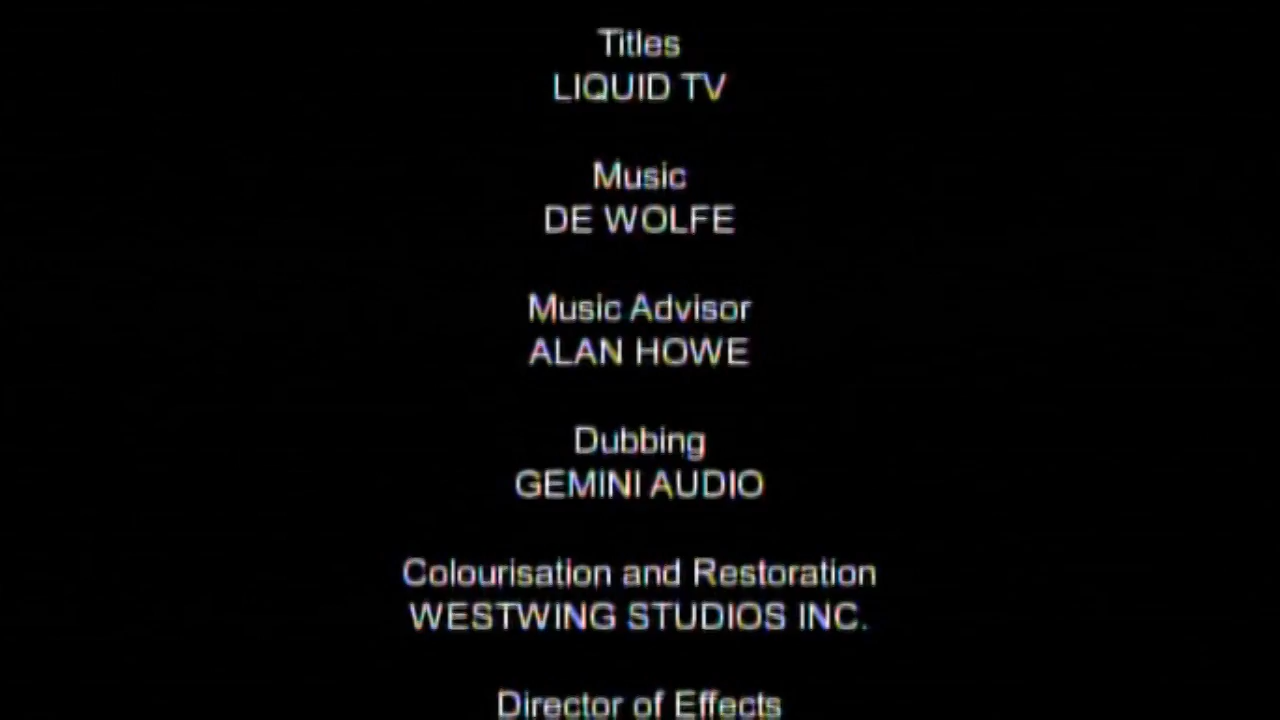 Titles
LIQUID TV
Music
DE WOLFE
Music Advisor
ALAN HOWE
Dubbing
GEMINI AUDIO
Colourisation and Restoration
WESTWING STUDIOS INC.
Director of Effects